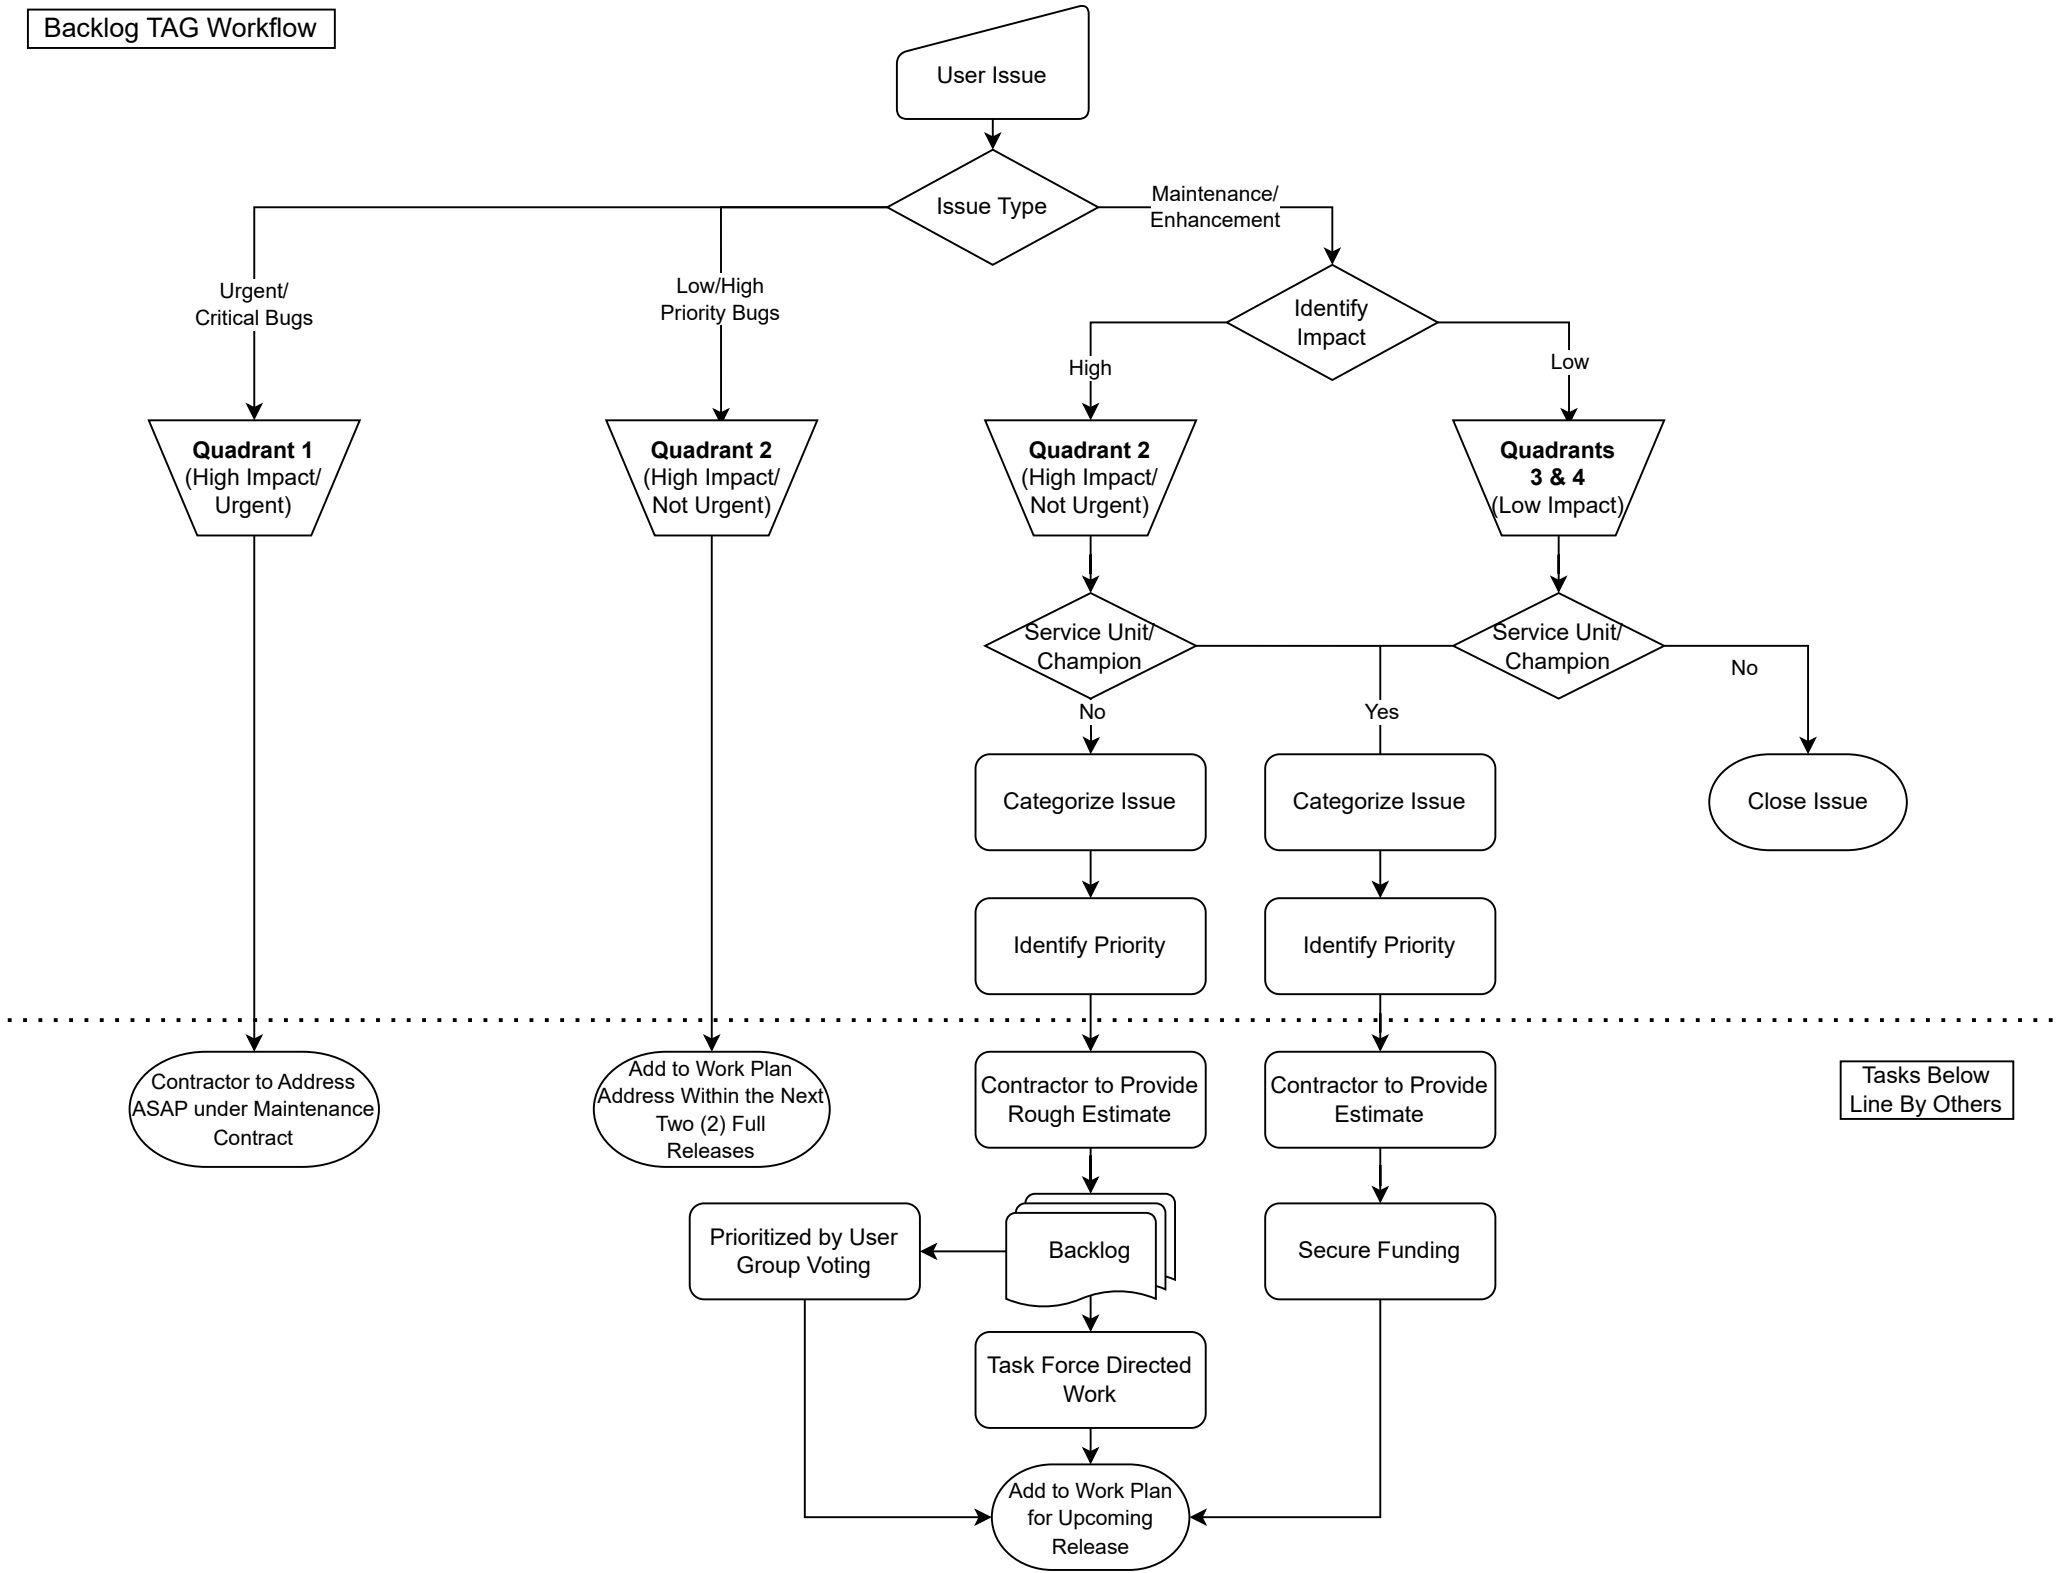 Backlog TAG Workflow
User Issue
Issue Type
Maintenance/
Enhancement
Urgent/
Critical Bugs
Low/High
Priority Bugs
Identify
Impact
High
Low
Quadrant 1
(High Impact/
Urgent)
Quadrant 2
(High Impact/
Not Urgent)
Quadrant 2
(High Impact/
Not Urgent)
Quadrants
3 & 4
(Low Impact)
Service Unit/
Champion
Service Unit/
Champion
No
No
Yes
Categorize Issue
Categorize Issue
Close Issue
Identify Priority
Identify Priority
Contractor to Address
ASAP under Maintenance
Contract
Add to Work Plan
Address Within the Next
Two (2) Full
Releases
Contractor to Provide
Rough Estimate
Contractor to Provide
Estimate
Tasks Below
Line By Others
Prioritized by User
Group Voting
Backlog
Secure Funding
Task Force Directed
Work
Add to Work Plan
for Upcoming
Release